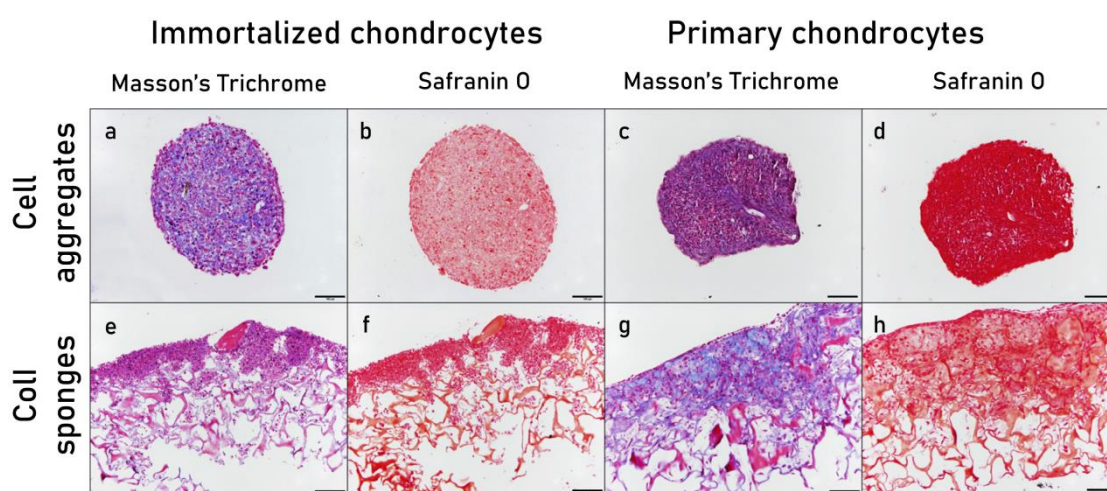 Immortalized chondrocytes Primary chondrocytes
Masson's Trichrome Safranin O Masson's Trichrome Safranin O
Cell
aggregates
a b c d
Coll
sponges
e f g h